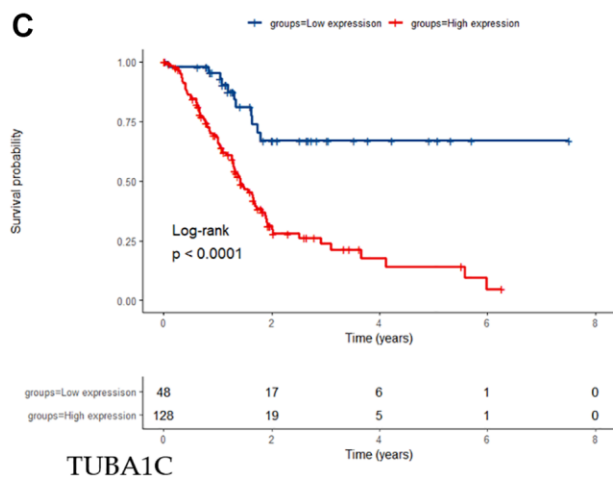 C
groups=Low expressison groups=High expression
Survival probability
1.00
0.75
0.50
0.25
0.00
Log-rank
p < 0.0001
0 2 4 6 8
Time (years)
groups=Low expressison 48 17 6 1 0
groups=High expression 128 19 5 1 0
0 2 4 6 8
Time (years)
TUBA1C